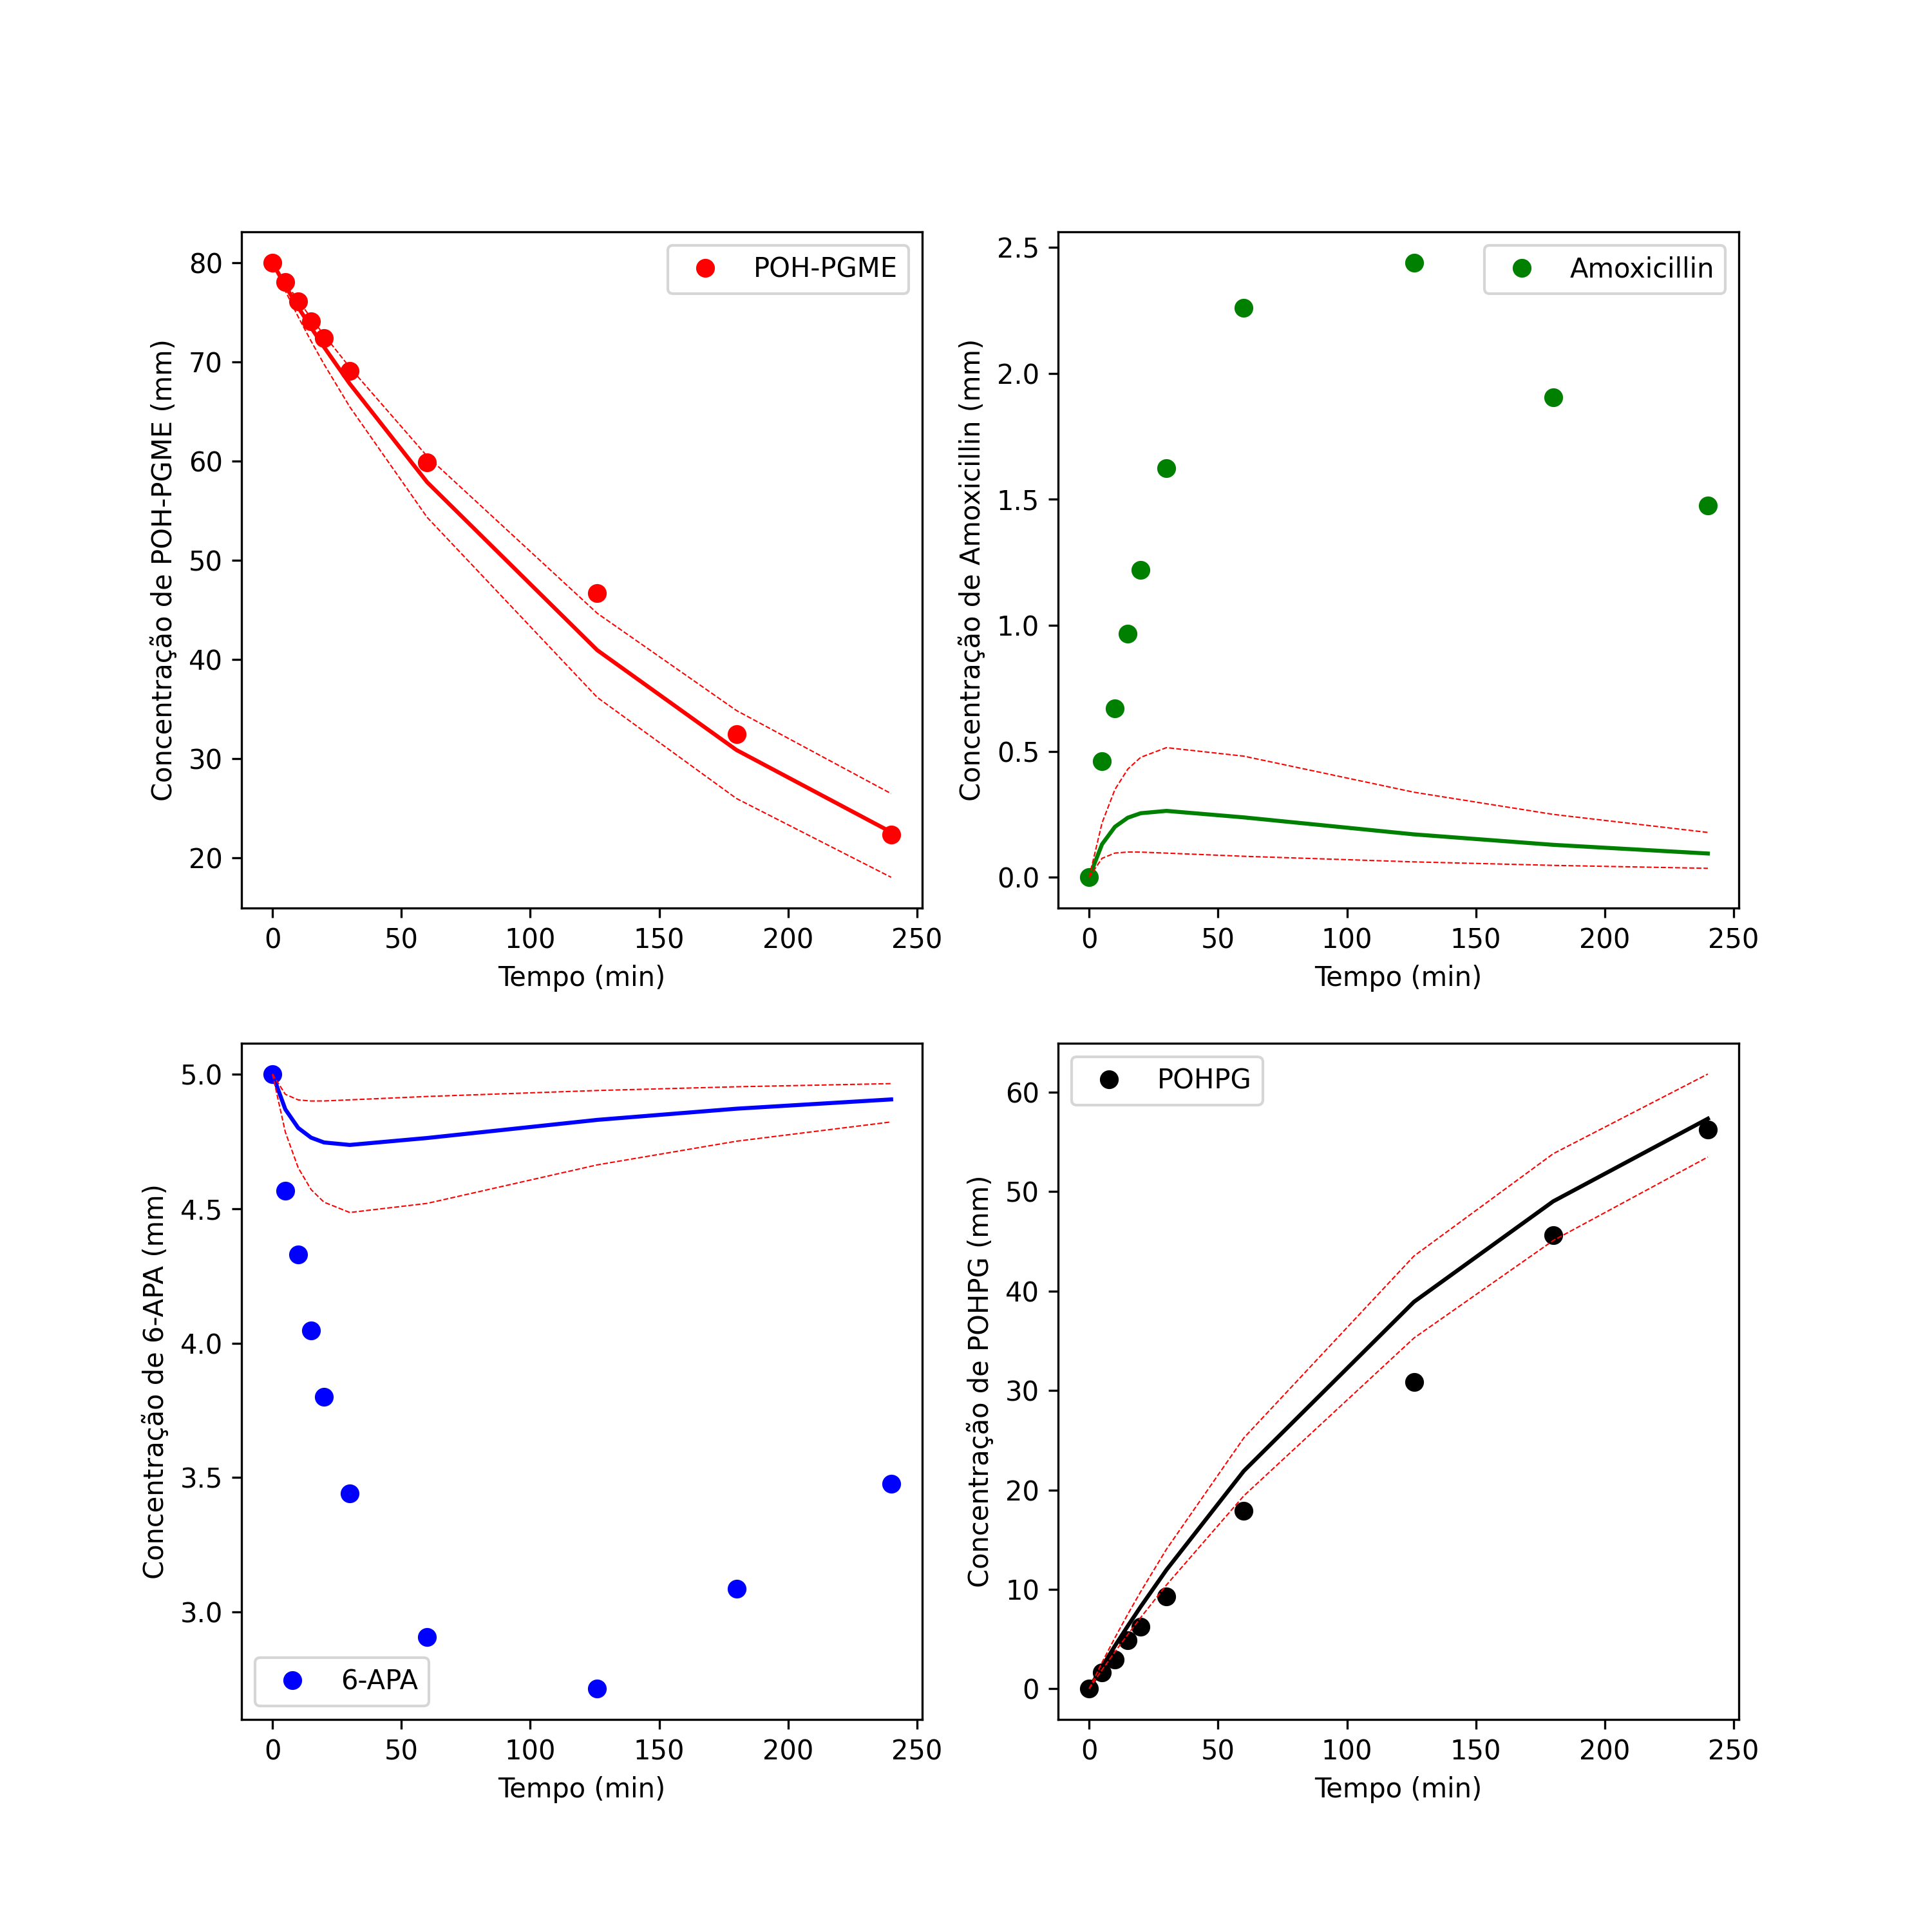 POH-PGME
Concentração de POH-PGME (mm)
80
70
60
50
40
30
20
0 50 100 150 200 250
Tempo (min)
Amoxicillin
Concentração de Amoxicillin (mm)
2.5
2.0
1.5
1.0
0.5
0.0
0 50 100 150 200 250
Tempo (min)
Concentração de 6-APA (mm)
5.0
4.5
4.0
3.5
3.0
6-APA
0 50 100 150 200 250
Tempo (min)
POHPG
Concentração de POHPG (mm)
60
50
40
30
20
10
0
0 50 100 150 200 250
Tempo (min)